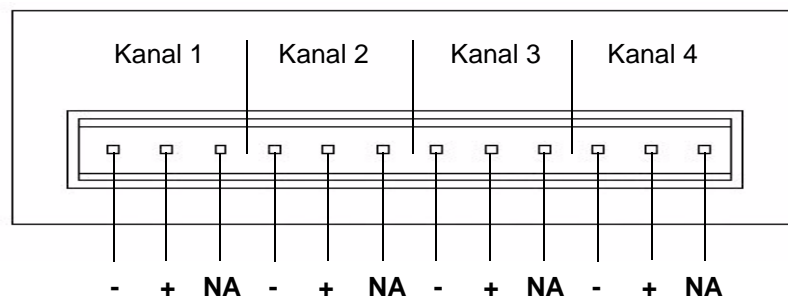 Kanal 1 Kanal 2 Kanal 3 Kanal 4
- + NA - + NA - + NA - + NA